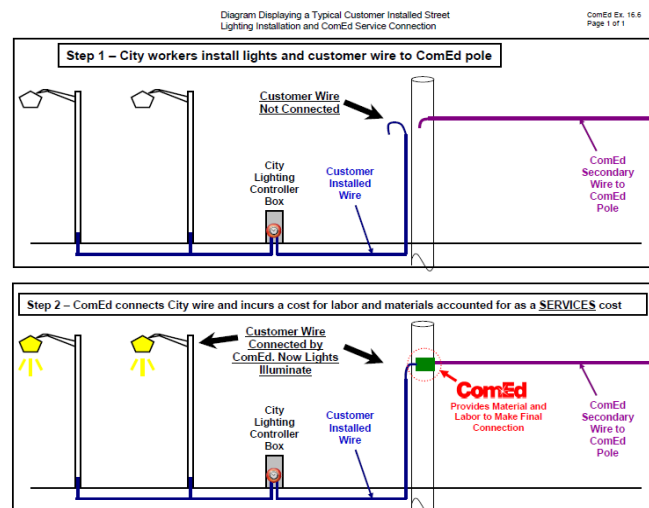 Diagram Displaying a Typical Customer Installed Street
Lighting Installation and ComEd Service Connection
ComEd Ex. 16.6
Page 1 of 1
Step 1 – City workers install lights and customer wire to ComEd pole
Customer Wire
Not Connected
City
Lighting
Controller
Box
Customer
Installed
Wire
ComEd
Secondary
Wire to
ComEd
Pole
Step 2 – ComEd connects City wire and incurs a cost for labor and materials accounted for as a SERVICES cost
Customer Wire
Connected by
ComEd. Now Lights
Illuminate
ComEd
Provides Material and
Labor to Make Final
Connection
City
Lighting
Controller
Box
Customer
Installed
Wire
ComEd
Secondary
Wire to
ComEd
Pole